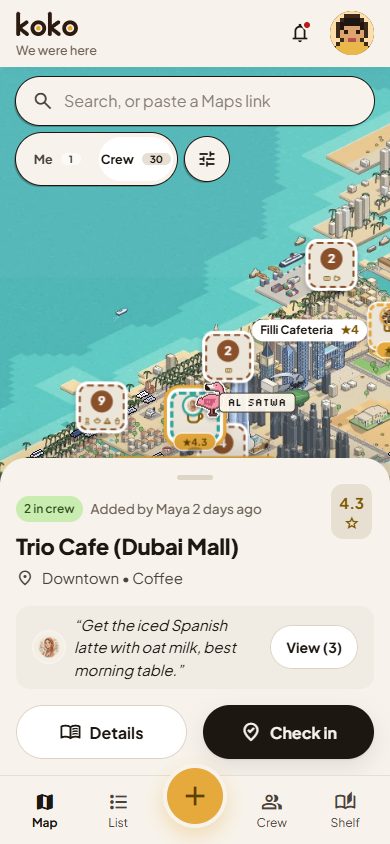 koko
We were here
Search, or paste a Maps link
Me 1 Crew 30
2
Filli Cafeteria ★4
2
9
AL SATWA
★4.3
4
2 in crew Added by Maya 2 days ago 4.3
Trio Cafe (Dubai Mall)
Downtown • Coffee
“Get the iced Spanish
latte with oat milk, best
morning table.”
View (3)
Details Check in
Map List + Crew Shelf